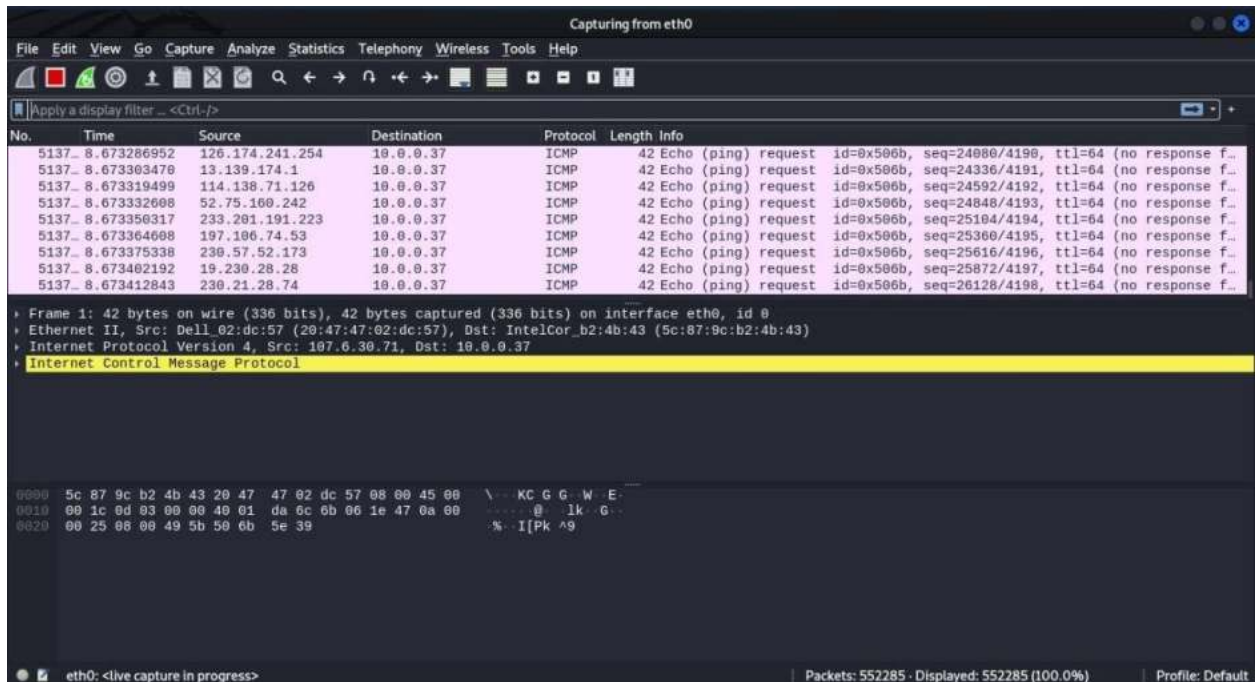 Capturing from eth0
File Edit View Go Capture Analyze Statistics Telephony Wireless Tools Help
Apply a display filter ... <Ctrl-/>
No. Time Source Destination Protocol Length Info
5137… 8.673286952 126.174.241.254 10.0.0.37 ICMP 42 Echo (ping) request id=0x506b, seq=24080/4190, ttl=64 (no response f…
5137… 8.673303470 13.139.174.1 10.0.0.37 ICMP 42 Echo (ping) request id=0x506b, seq=24336/4191, ttl=64 (no response f…
5137… 8.673319499 114.138.71.126 10.0.0.37 ICMP 42 Echo (ping) request id=0x506b, seq=24592/4192, ttl=64 (no response f…
5137… 8.673332608 52.75.160.242 10.0.0.37 ICMP 42 Echo (ping) request id=0x506b, seq=24848/4193, ttl=64 (no response f…
5137… 8.673350317 233.201.191.223 10.0.0.37 ICMP 42 Echo (ping) request id=0x506b, seq=25104/4194, ttl=64 (no response f…
5137… 8.673364608 197.106.74.53 10.0.0.37 ICMP 42 Echo (ping) request id=0x506b, seq=25360/4195, ttl=64 (no response f…
5137… 8.673375338 230.57.52.173 10.0.0.37 ICMP 42 Echo (ping) request id=0x506b, seq=25616/4196, ttl=64 (no response f…
5137… 8.673402192 19.230.28.28 10.0.0.37 ICMP 42 Echo (ping) request id=0x506b, seq=25872/4197, ttl=64 (no response f…
5137… 8.673412843 230.21.28.74 10.0.0.37 ICMP 42 Echo (ping) request id=0x506b, seq=26128/4198, ttl=64 (no response f…
Frame 1: 42 bytes on wire (336 bits), 42 bytes captured (336 bits) on interface eth0, id 0
Ethernet II, Src: Dell_02:dc:57 (20:47:47:02:dc:57), Dst: IntelCor_b2:4b:43 (5c:87:9c:b2:4b:43)
Internet Protocol Version 4, Src: 107.6.30.71, Dst: 10.0.0.37
Internet Control Message Protocol
0000 5c 87 9c b2 4b 43 20 47 47 02 dc 57 08 00 45 00 \···KC G G··W··E·
0010 00 1c 0d 03 00 00 40 01 da 6c 6b 06 1e 47 0a 00 ······@··lk··G··
0020 00 25 08 00 49 5b 50 6b 5e 39 ·%··I[Pk ^9
eth0: <live capture in progress> Packets: 552285 · Displayed: 552285 (100.0%) Profile: Default